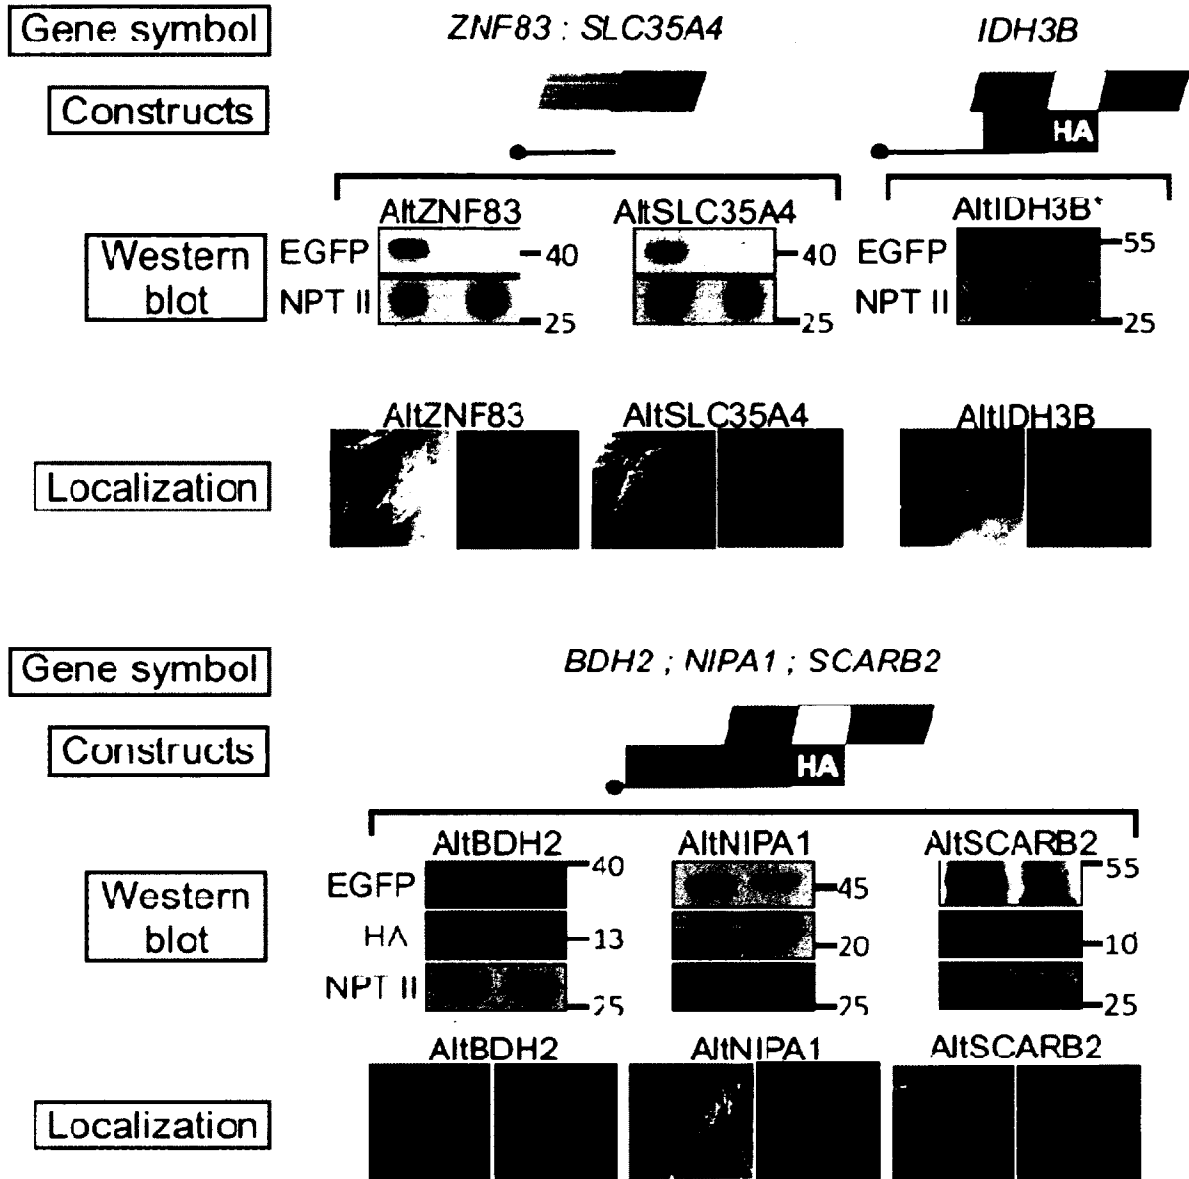 Gene symbol
ZNF83 : SLC35A4
IDH3B
Constructs
HA
AltZNF83
AltSLC35A4
AltIDH3B*
Western blot
EGFP
40
40
EGFP
55
NPT II
25
25
NPT II
25
AltZNF83
AltSLC35A4
AltIDH3B
Localization
Gene symbol
BDH2 ; NIPA1 ; SCARB2
Constructs
HA
AltBDH2
AltNIPA1
AltSCARB2
Western blot
EGFP
40
45
55
HA
13
20
10
NPT II
25
25
25
AltBDH2
AltNIPA1
AltSCARB2
Localization